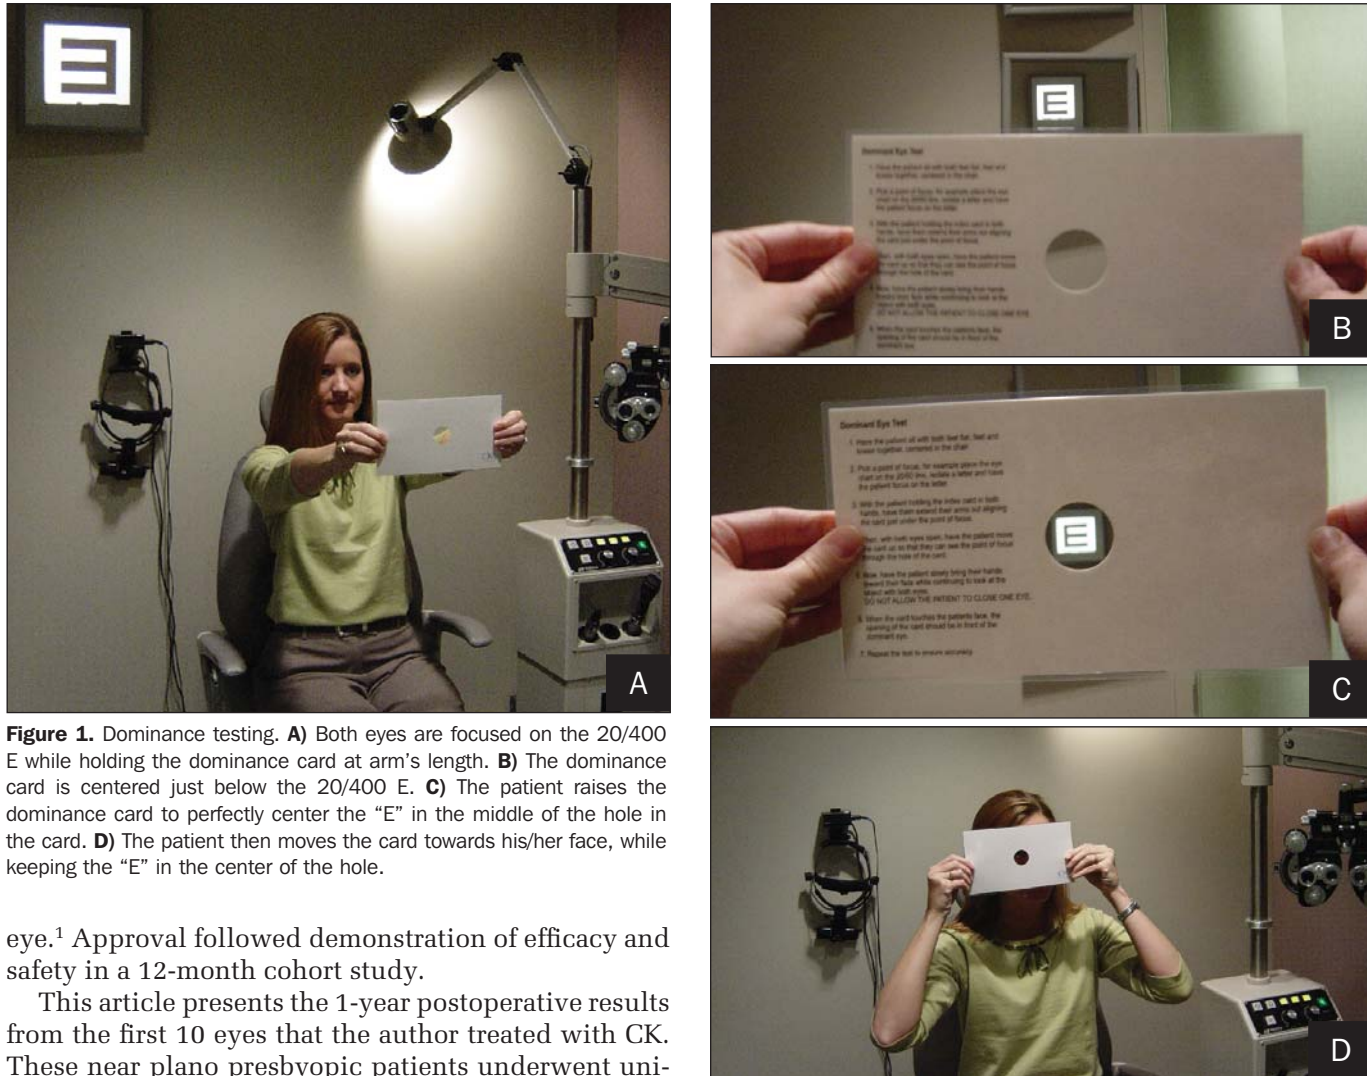 E
A
E
Dominant Eye Test
B
Dominant Eye Test
1. Have the patient sit with both feet flat, feet and
knees together, centered in the chair.
2. Pick a point of focus, for example place the eye
chart on the 20/60 line, isolate a letter and have
the patient focus on the letter.
3. With the patient holding the index card in both
hands, have them extend their arms out aligning
the card just under the point of focus.
then, with both eyes open, have the patient move
the card up so that they can see the point of focus
through the hole of the card.
Now, have the patient slowly bring their hands
toward their face while continuing to look at the
object with both eyes.
DO NOT ALLOW THE PATIENT TO CLOSE ONE EYE.
When the card touches the patients face, the
opening of the card should be in front of the
dominant eye.
7. Repeat the test to ensure accuracy.
E
C
D
Figure 1. Dominance testing. A) Both eyes are focused on the 20/400
E while holding the dominance card at arm's length. B) The dominance
card is centered just below the 20/400 E. C) The patient raises the
dominance card to perfectly center the “E” in the middle of the hole in
the card. D) The patient then moves the card towards his/her face, while
keeping the “E” in the center of the hole.
eye.1 Approval followed demonstration of efficacy and
safety in a 12-month cohort study.
This article presents the 1-year postoperative results
from the first 10 eyes that the author treated with CK.
These near plano presbyopic patients underwent uni-